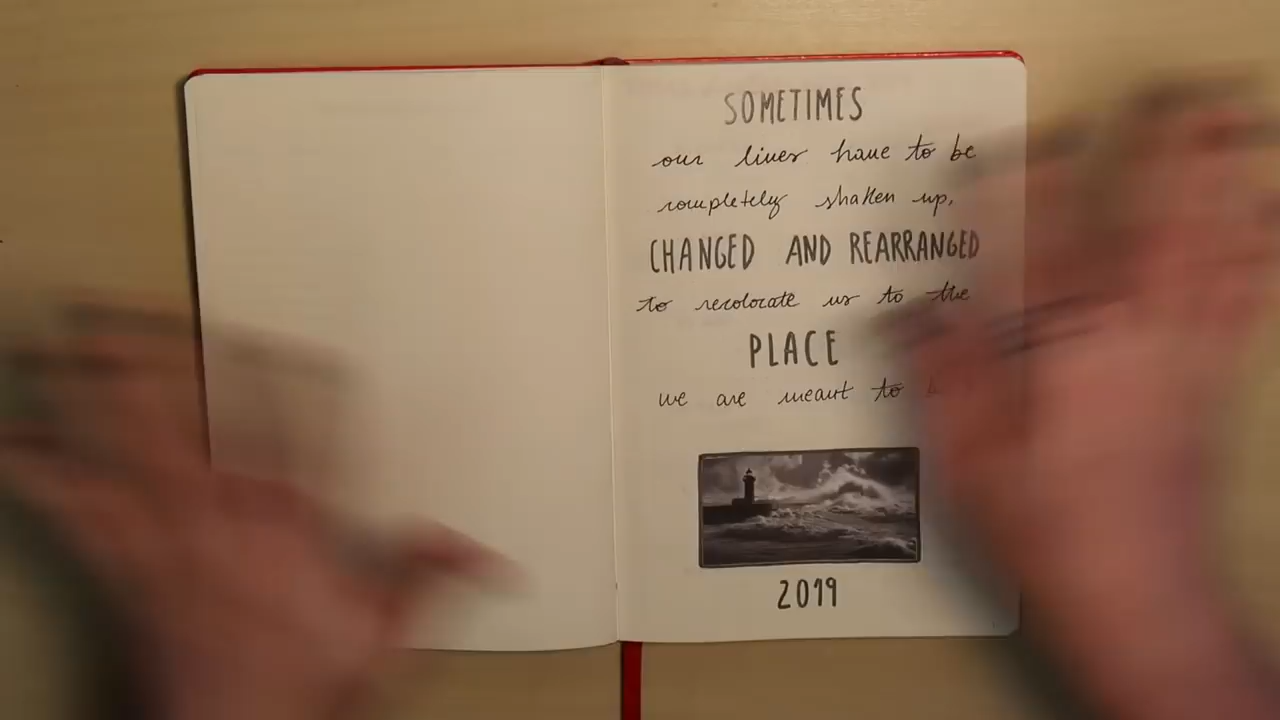 SOMETIMES
our lives have to be
completely shaken up,
CHANGED AND REARRANGED
to recolocate us to the
PLACE
we are meant to
2019